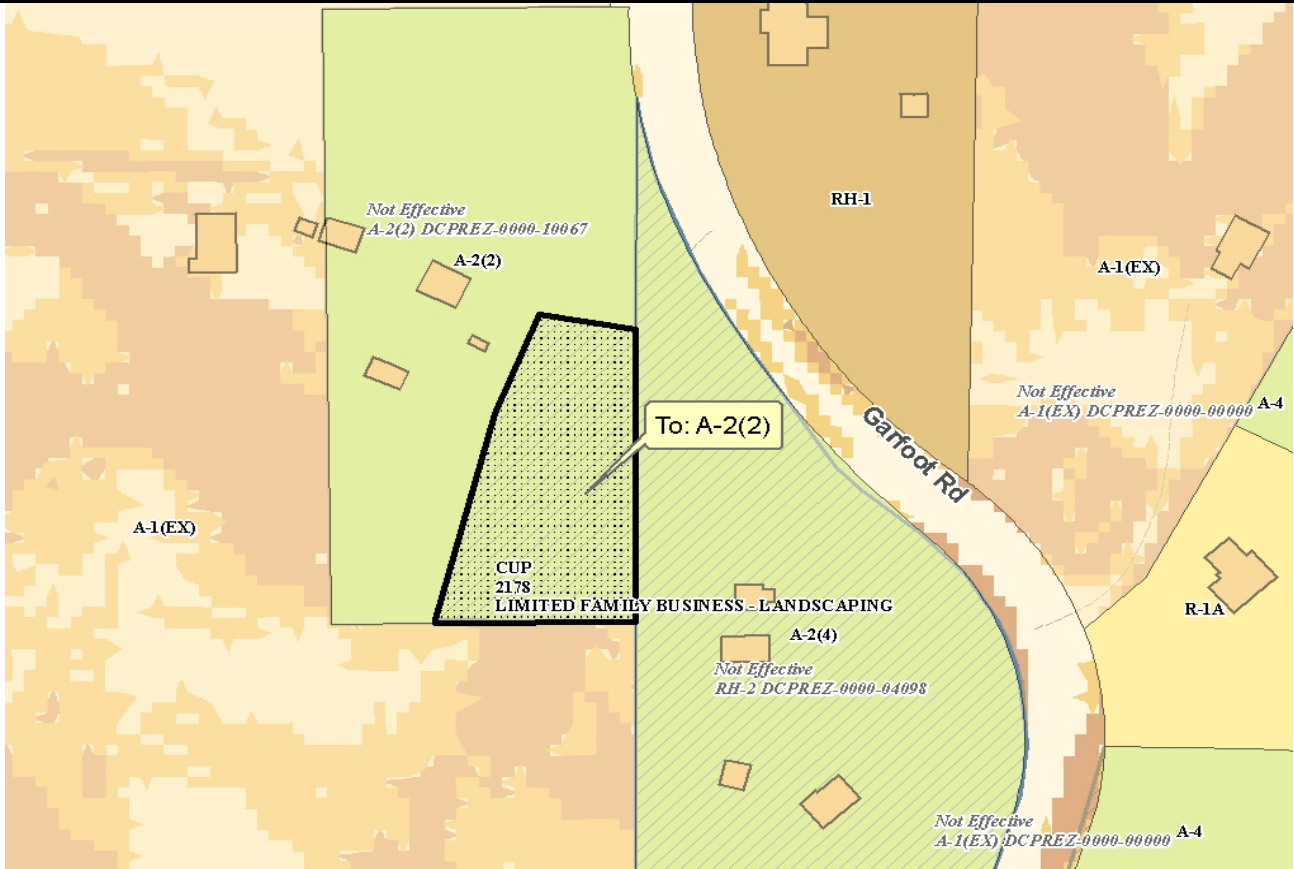 RH-1
Not Effective
A-2(2) DCPREZ-0000-10067
A-2(2)
A-1(EX)
Not Effective
A-1(EX) DCPREZ-0000-00000
A-4
To: A-2(2)
Garfoot Rd
A-1(EX)
CUP
2178
LIMITED FAMILY BUSINESS - LANDSCAPING
R-1A
A-2(4)
Not Effective
RH-2 DCPREZ-0000-04098
Not Effective
A-1(EX) DCPREZ-0000-00000
A-4